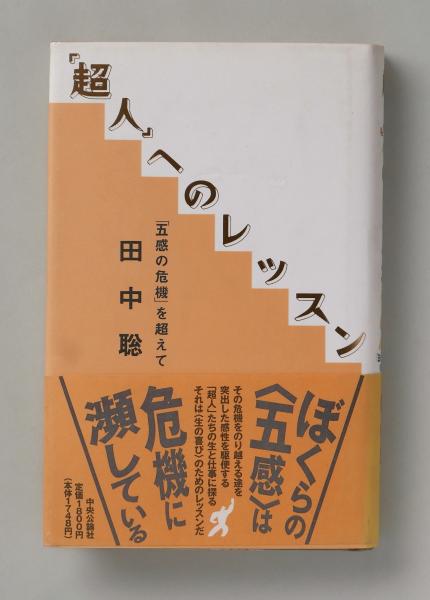 『超人』へのレッスン
「五感の危機」を超えて
田中聡
ぼくらの
〈五感〉は
危機に
瀕している
その危機をのり越える途を
突出した感性を駆使する
「超人」たちの生と仕事に探る
それは〈生の喜び〉のためのレッスンだ
中央公論社
定価1800円
(本体1748円)